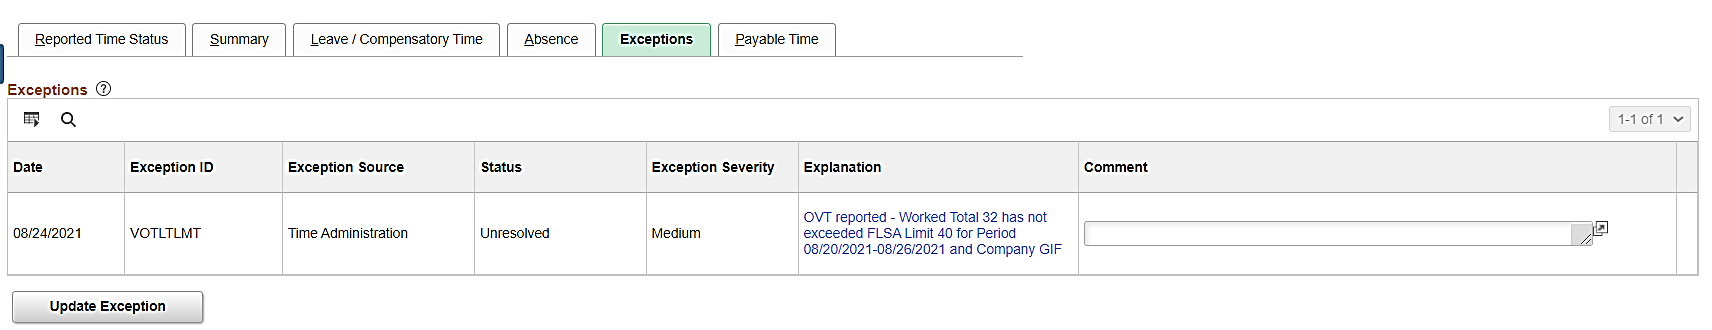 Reported Time Status
Summary
Leave / Compensatory Time
Absence
Exceptions
Payable Time
Exceptions ?
1-1 of 1
Date
Exception ID
Exception Source
Status
Exception Severity
Explanation
Comment
08/24/2021
VOTLTLMT
Time Administration
Unresolved
Medium
OVT reported - Worked Total 32 has not
exceeded FLSA Limit 40 for Period
08/20/2021-08/26/2021 and Company GIF
Update Exception